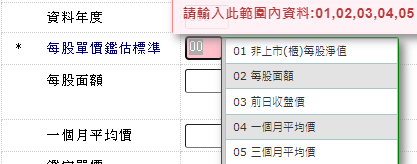 資料年度
請輸入此範圍內資料:01,02,03,04,05
* 每股單價鑑估標準 00
01 非上市(櫃)每股淨值
每股面額
02 每股面額
03 前日收盤價
一個月平均價
04 一個月平均價
05 三個月平均價